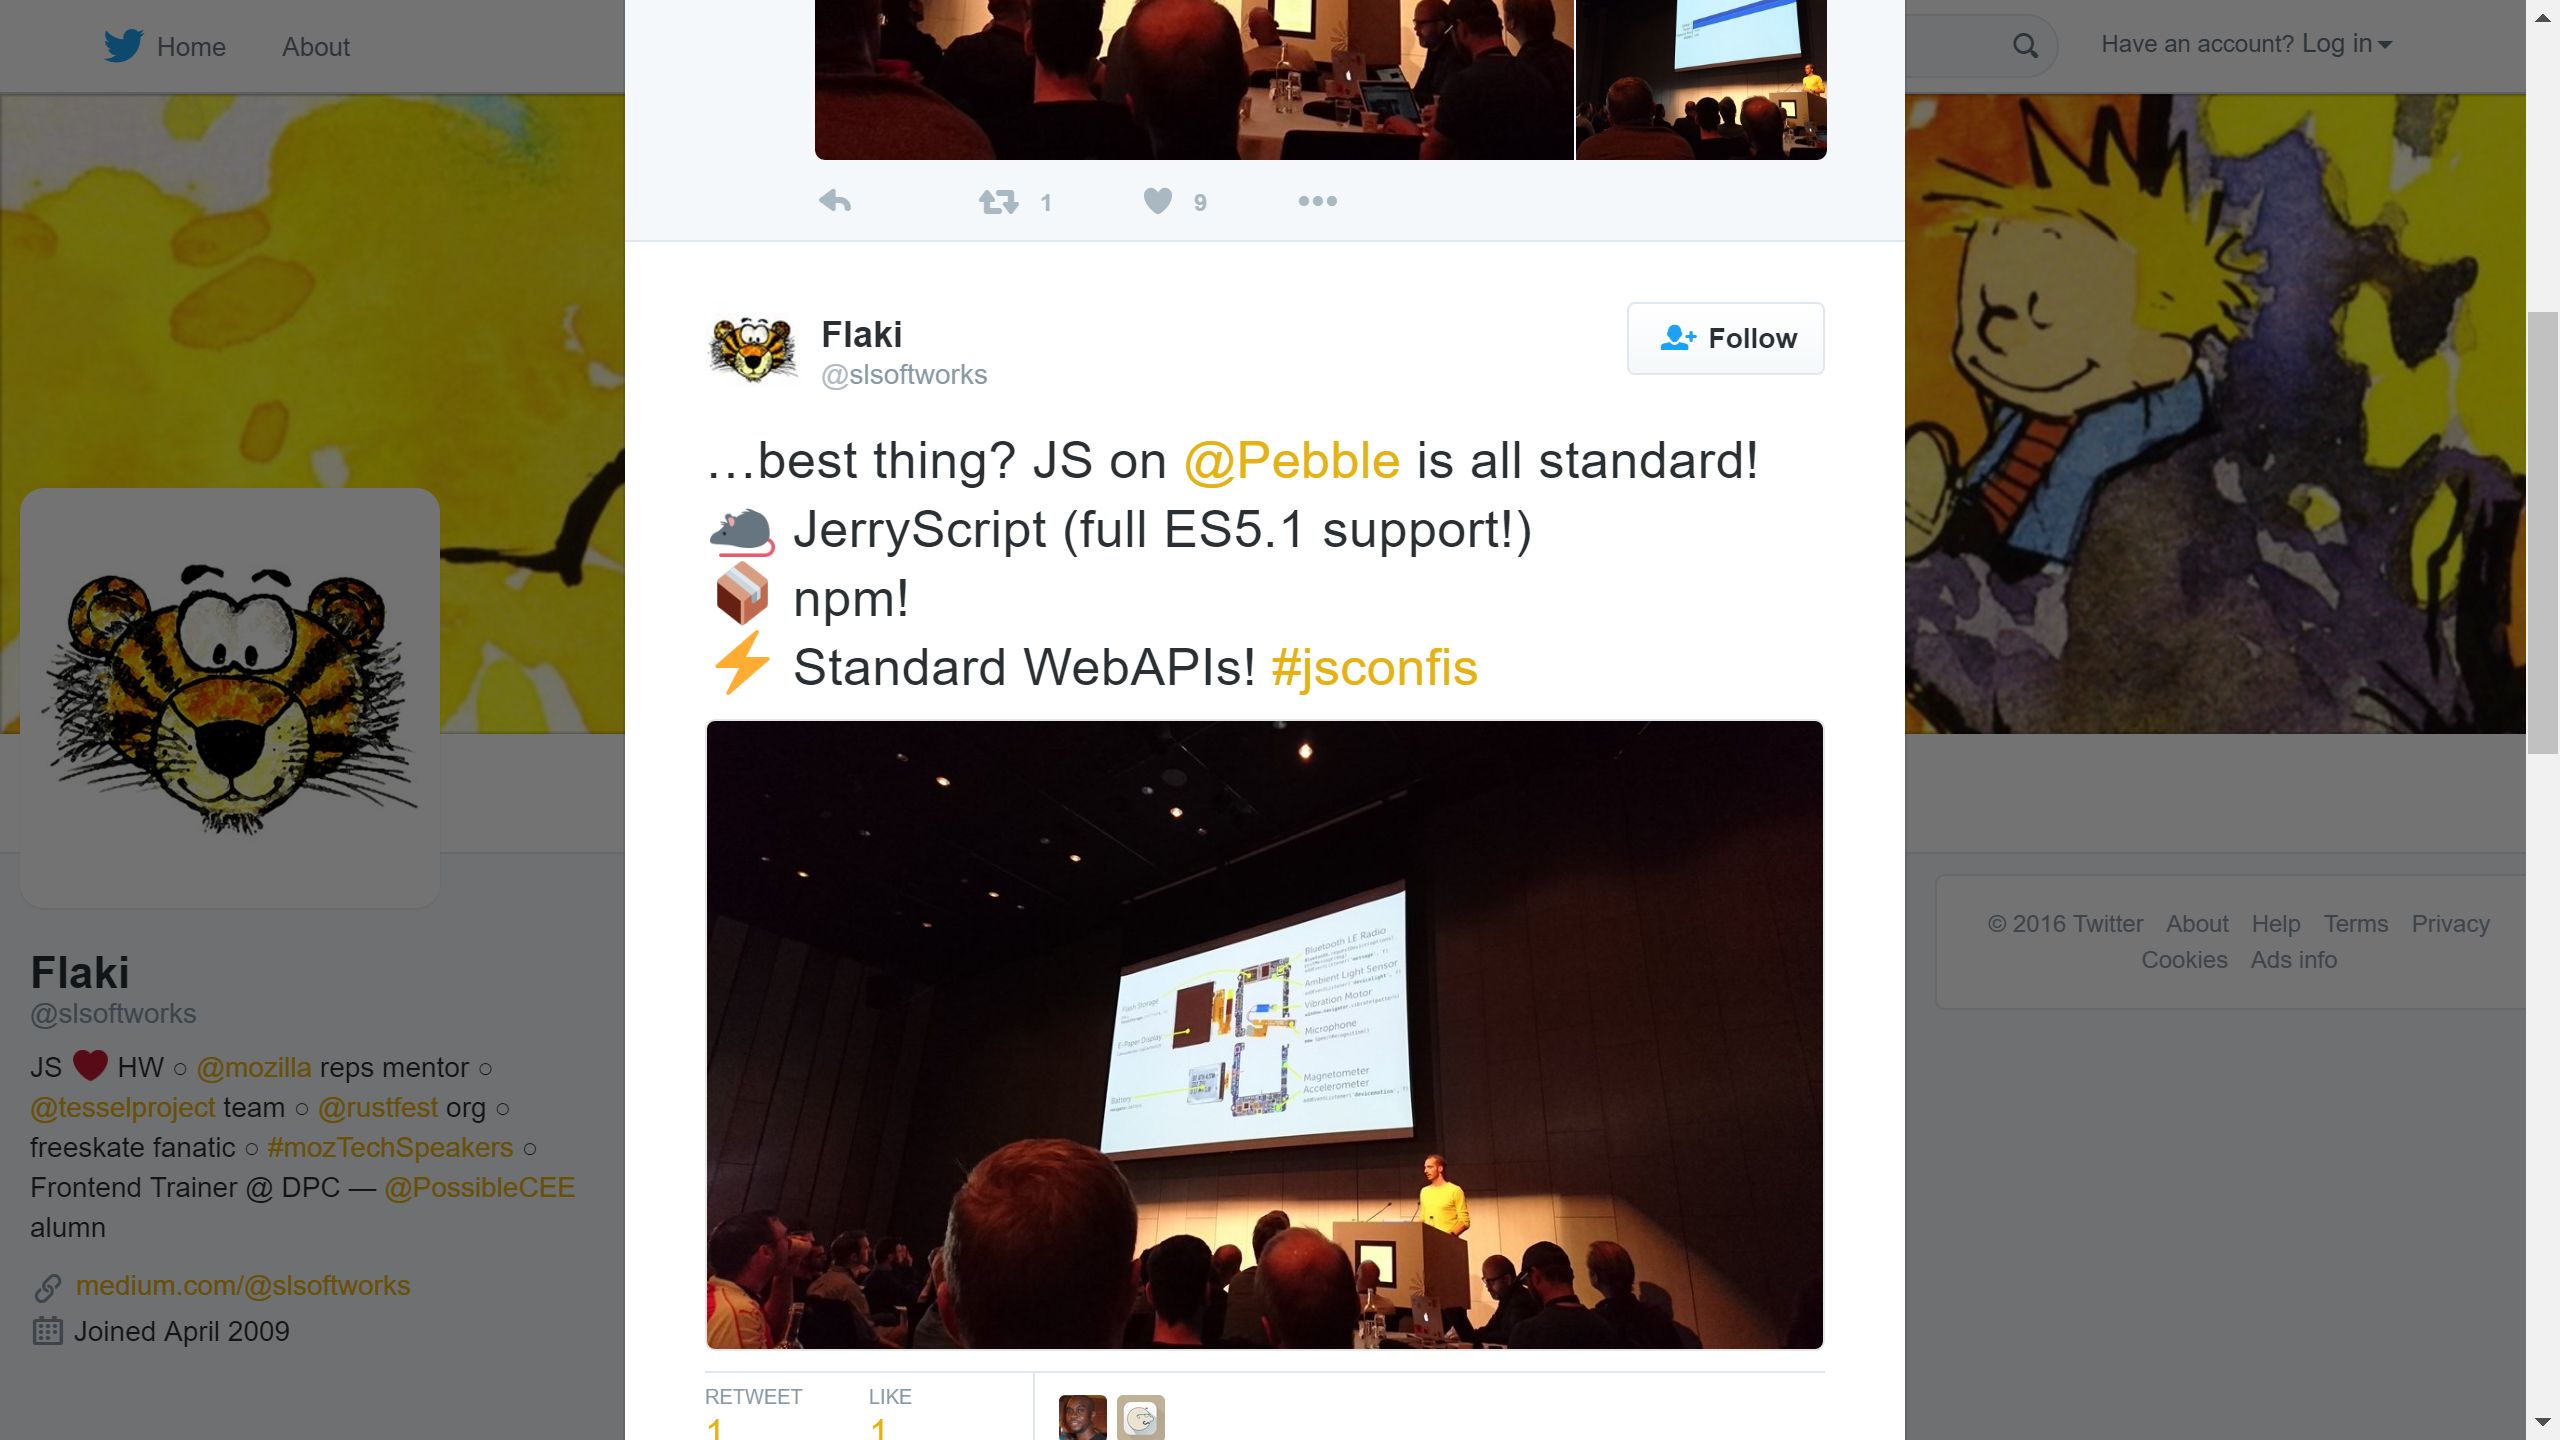 Home About
Have an account? Log in
1 9
Flaki
@slsoftworks
Follow
…best thing? JS on @Pebble is all standard!
JerryScript (full ES5.1 support!)
npm!
Standard WebAPIs! #jsconfis
Bluetooth LE Radio
Ambient Light Sensor
Flash Storage
Vibration Motor
E-Paper Display
Microphone
Magnetometer
Accelerometer
Battery
RETWEET LIKE
1 1
Flaki
@slsoftworks
JS ❤ HW ○ @mozilla reps mentor ○
@tesselproject team ○ @rustfest org ○
freeskate fanatic ○ #mozTechSpeakers ○
Frontend Trainer @ DPC — @PossibleCEE
alumn
medium.com/@slsoftworks
Joined April 2009
© 2016 Twitter About Help Terms Privacy
Cookies Ads info